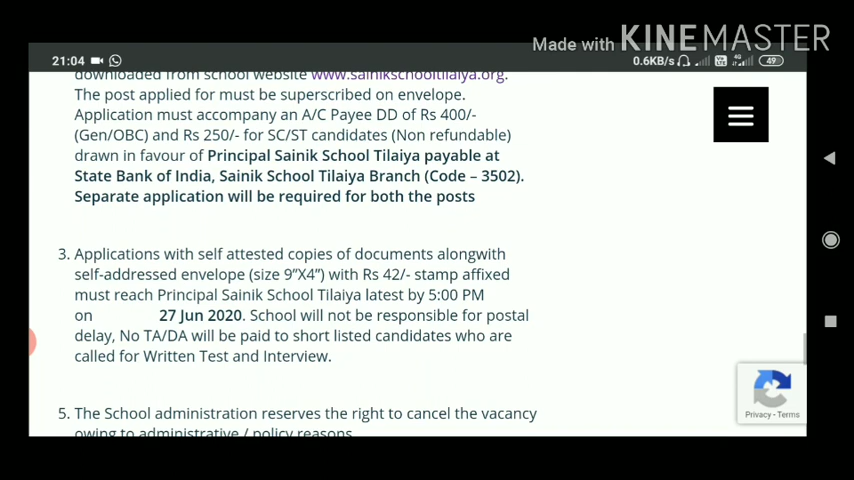 Made with KINEMASTER
21:04
0.6KB/s
4G
49
downloaded from school website www.sainikschooltilaiya.org.
The post applied for must be superscribed on envelope.
Application must accompany an A/C Payee DD of Rs 400/-
(Gen/OBC) and Rs 250/- for SC/ST candidates (Non refundable)
drawn in favour of Principal Sainik School Tilaiya payable at
State Bank of India, Sainik School Tilaiya Branch (Code – 3502).
Separate application will be required for both the posts
3. Applications with self attested copies of documents alongwith
self-addressed envelope (size 9”X4”) with Rs 42/- stamp affixed
must reach Principal Sainik School Tilaiya latest by 5:00 PM
on 27 Jun 2020. School will not be responsible for postal
delay, No TA/DA will be paid to short listed candidates who are
called for Written Test and Interview.
Privacy - Terms
5. The School administration reserves the right to cancel the vacancy
owing to administrative / policy reasons